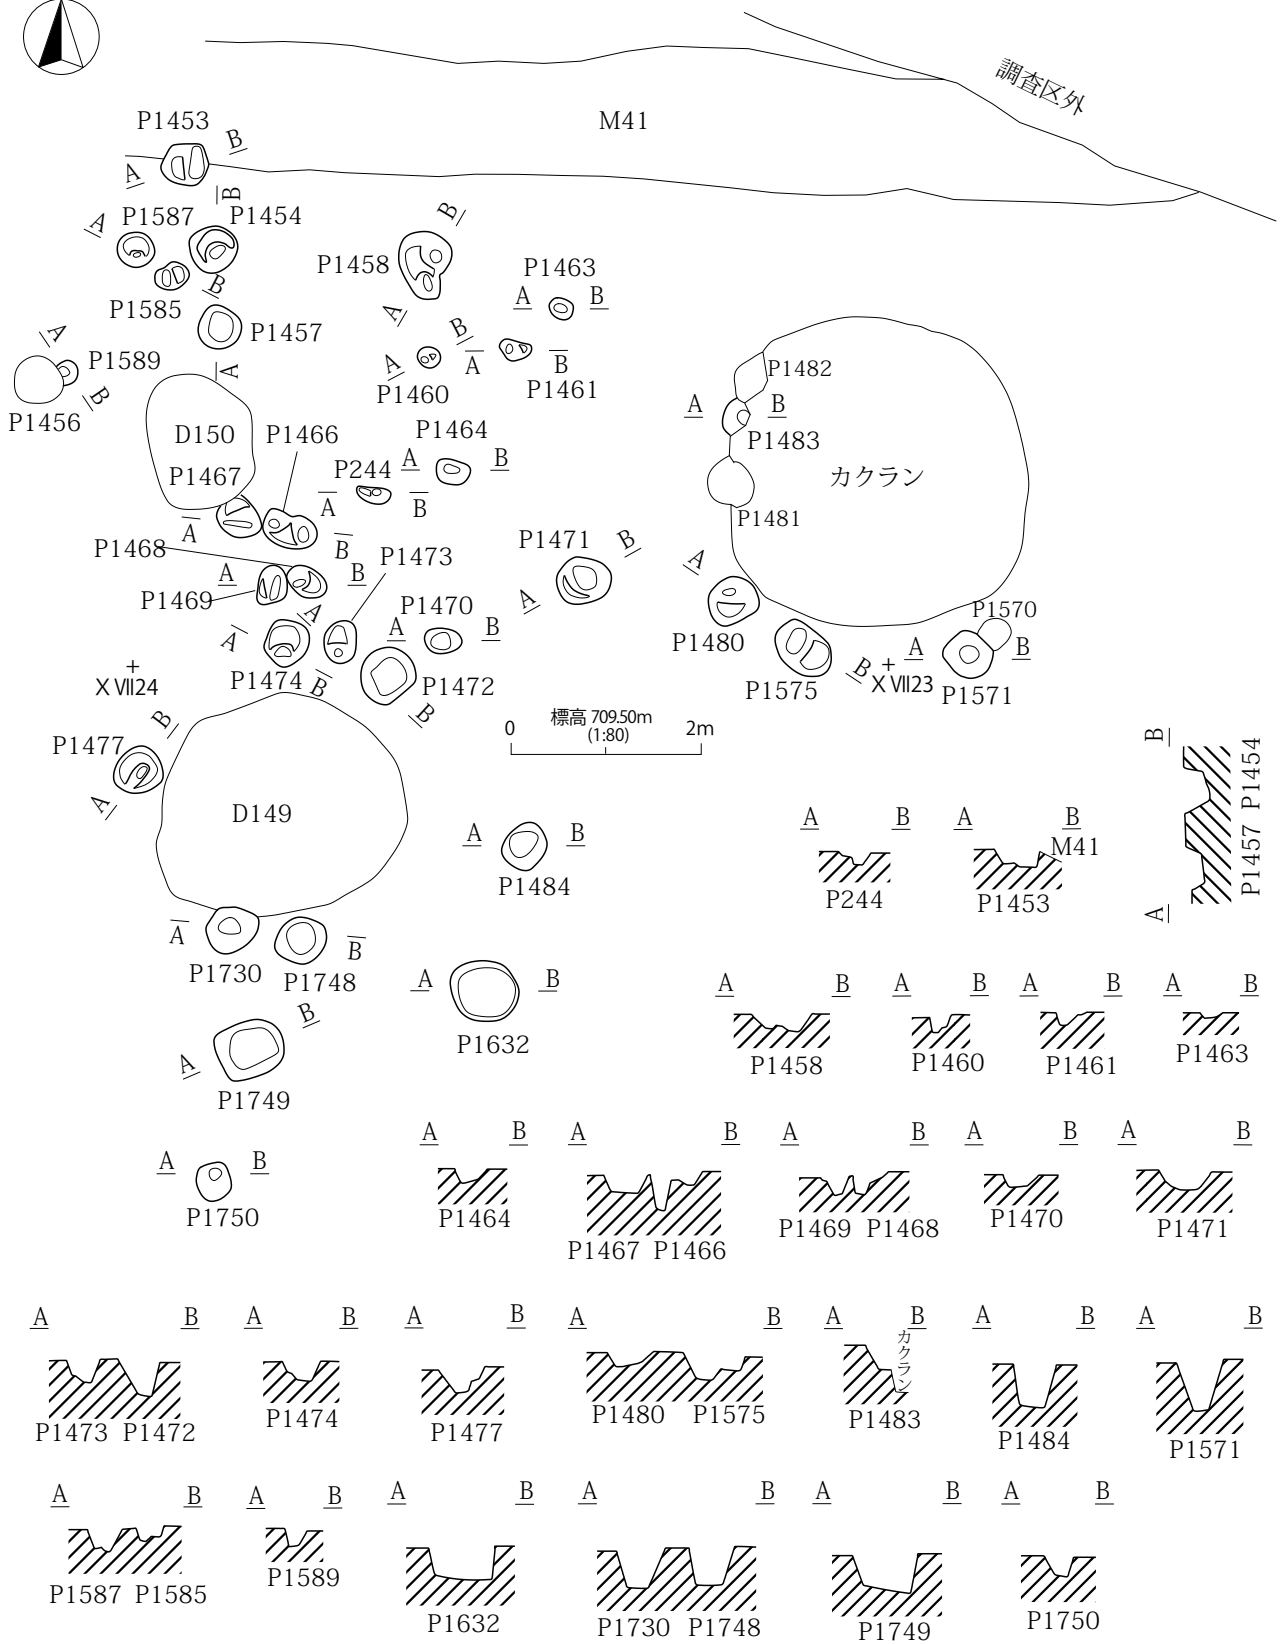 調査区外
M41
P1453
B
A
B
P1587 P1454
A
B
P1585
B
P1458
A
P1463
A B
P1457
A
A
P1589
B
P1456
B
A
P1460
A B
P1461
P1482
A B
P1483
カクラン
P1481
D150
P1466
P1467
P1464
A B
P244
A B
A B
P1468
P1473
A B
P1469
P1471
B
A
A
P1470
A B
A
P1474
B
P1472
B
A
P1480
P1575
B
P1570
A B
P1571
+
X Ⅶ24
+
X Ⅶ23
標高 709.50m
0 (1:80) 2m
B
P1477
A
D149
A B
P1484
A B
P1730 P1748
A B
P1632
B
A
P1749
A B
P1750
B
P1457 P1454
A
A B
P244
A B
M41
P1453
A B
P1458
A B
P1460
A B
P1461
A B
P1463
A B
P1464
A B
P1467 P1466
A B
P1469 P1468
A B
P1470
A B
P1471
A B
P1473 P1472
A B
P1474
A B
P1477
A B
P1480 P1575
A B
カクラン
P1483
A B
P1484
A B
P1571
A B
P1587 P1585
A B
P1589
A B
P1632
A B
P1730 P1748
A B
P1749
A B
P1750